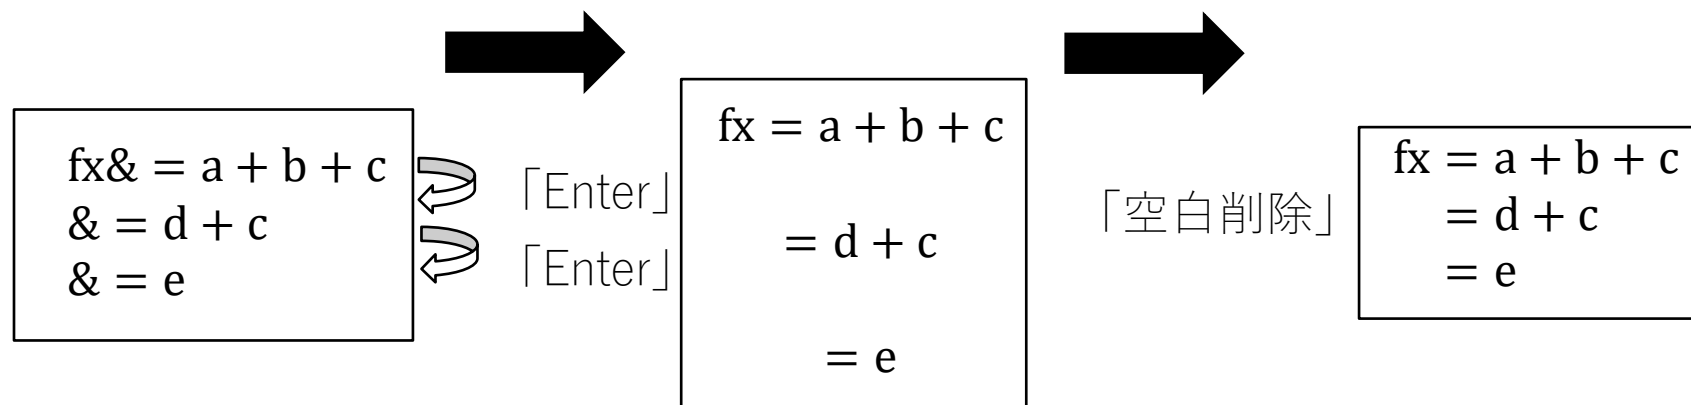 fx& = a + b + c
& = d + c
& = e
「Enter」
「Enter」
fx = a + b + c
= d + c
= e
「空白削除」
fx = a + b + c
= d + c
= e